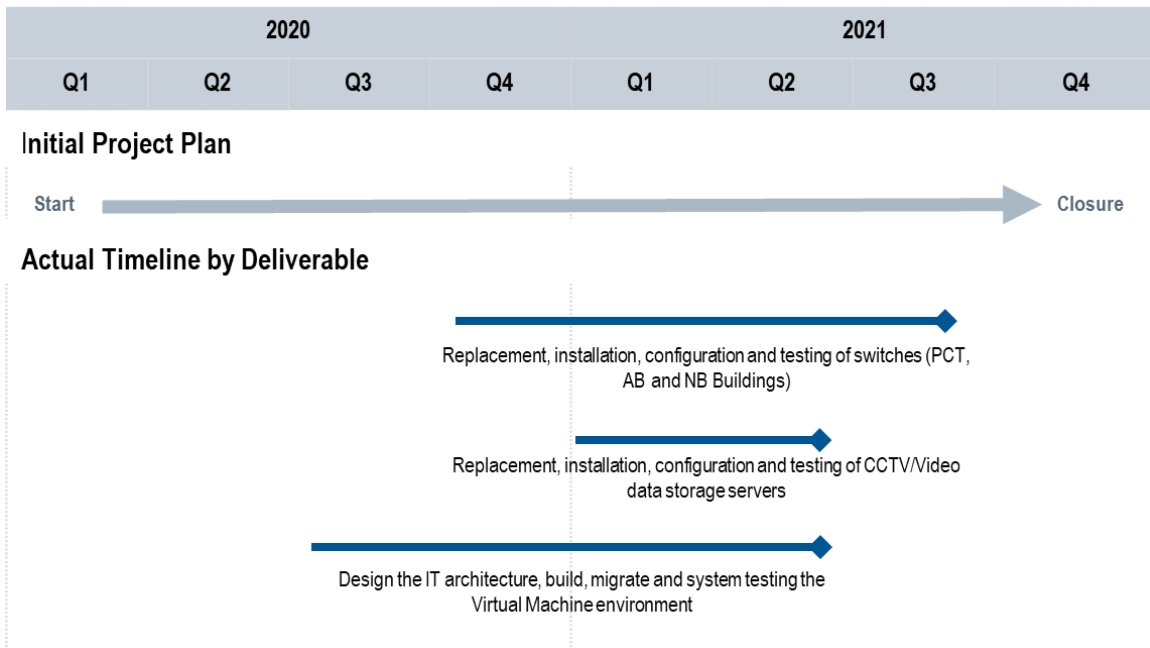 2020 2021
Q1 Q2 Q3 Q4 Q1 Q2 Q3 Q4
Initial Project Plan
Start Closure
Actual Timeline by Deliverable
Replacement, installation, configuration and testing of switches (PCT,
AB and NB Buildings)
Replacement, installation, configuration and testing of CCTV/Video
data storage servers
Design the IT architecture, build, migrate and system testing the
Virtual Machine environment